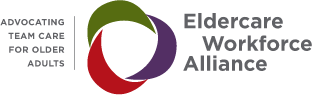 ADVOCATING
TEAM CARE
FOR OLDER
ADULTS
Eldercare
Workforce
Alliance